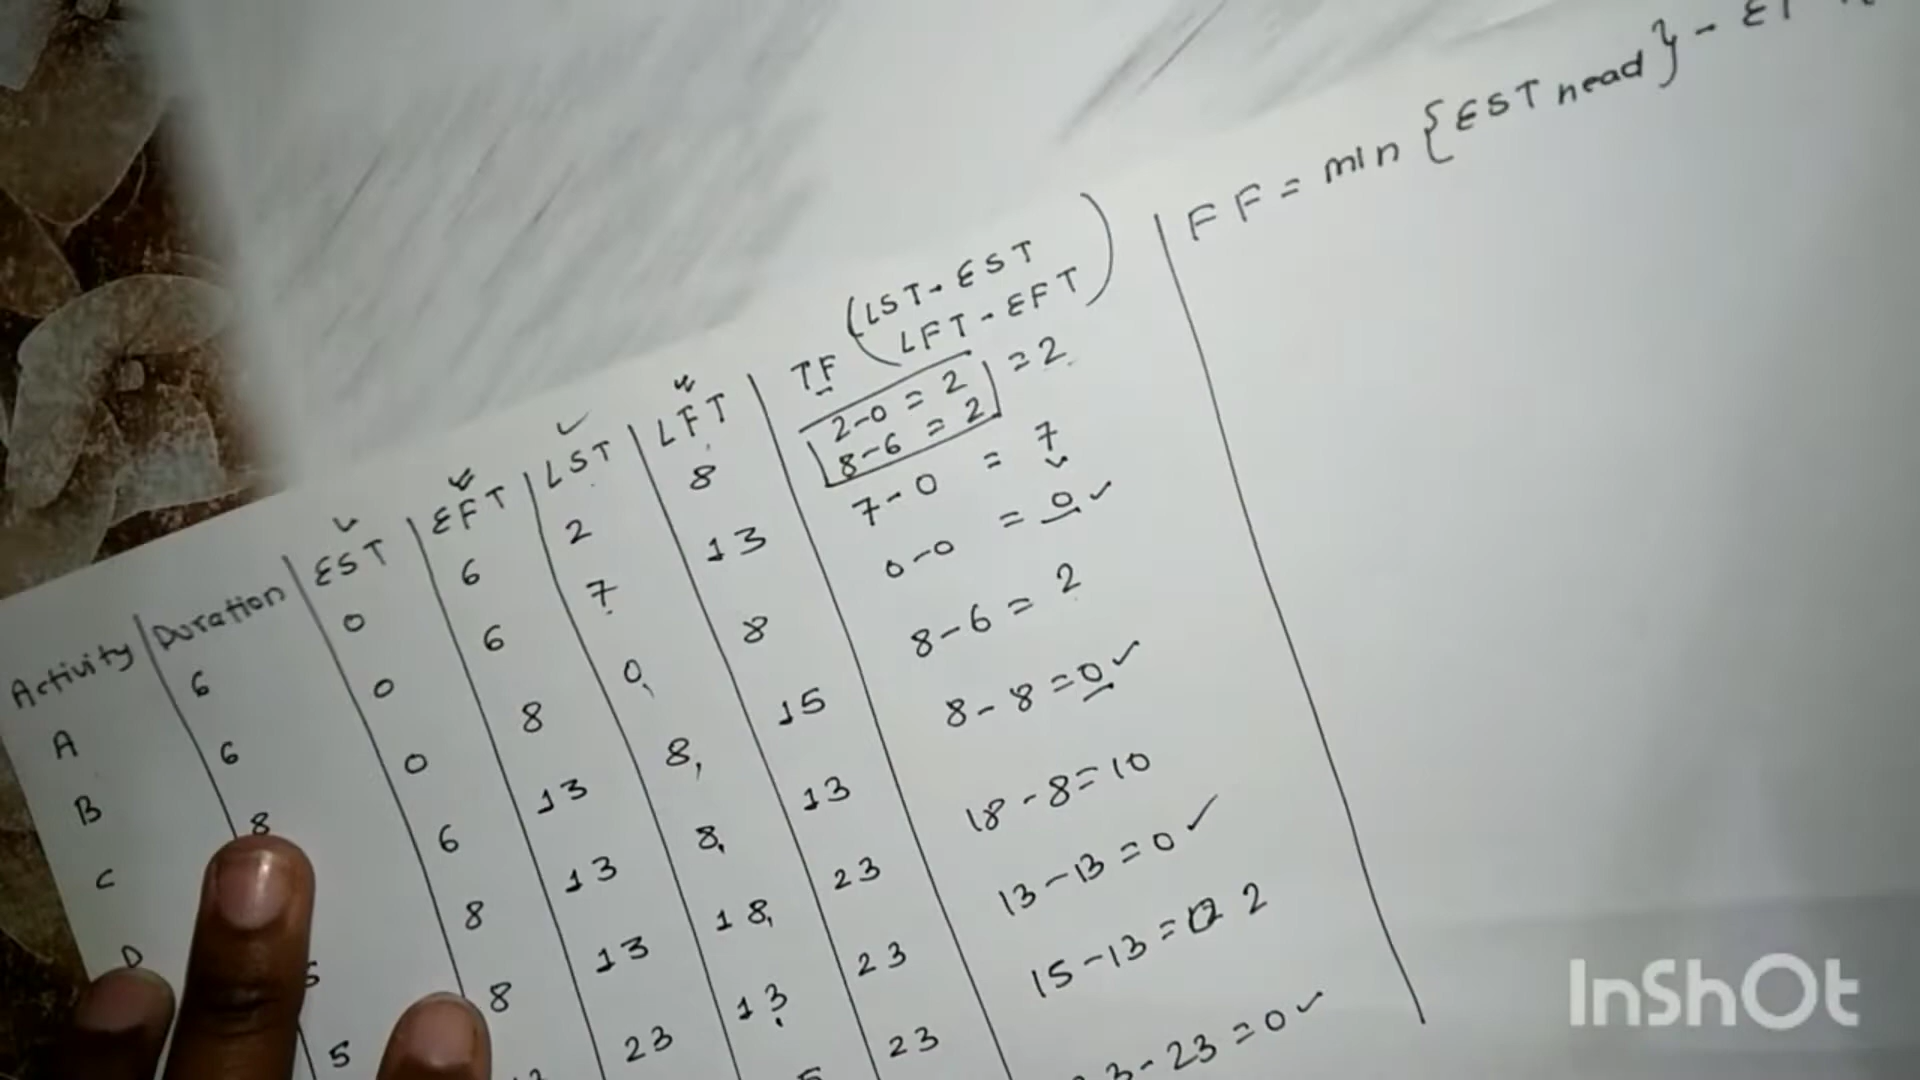 FF = min {EST head} -
Activity | Duration | EST | EFT | LST | LFT | TF (LST - EST
LFT - EFT)
A 6 0 6 2 8 2-0 = 2
8-6 = 2 = 2
B 6 0 6 7 13 7-0 = 7
C 8 0 8 0, 8 0-0 = 0 ✓
D 6 13 8, 15 8-6 = 2
5 8 13 8, 13 8-8 = 0 ✓
5 8 13 18, 23 18-8=10
23 13 23 13-13 = 0 ✓
23 15-13 = 2
3-23 = 0 ✓
InShOt